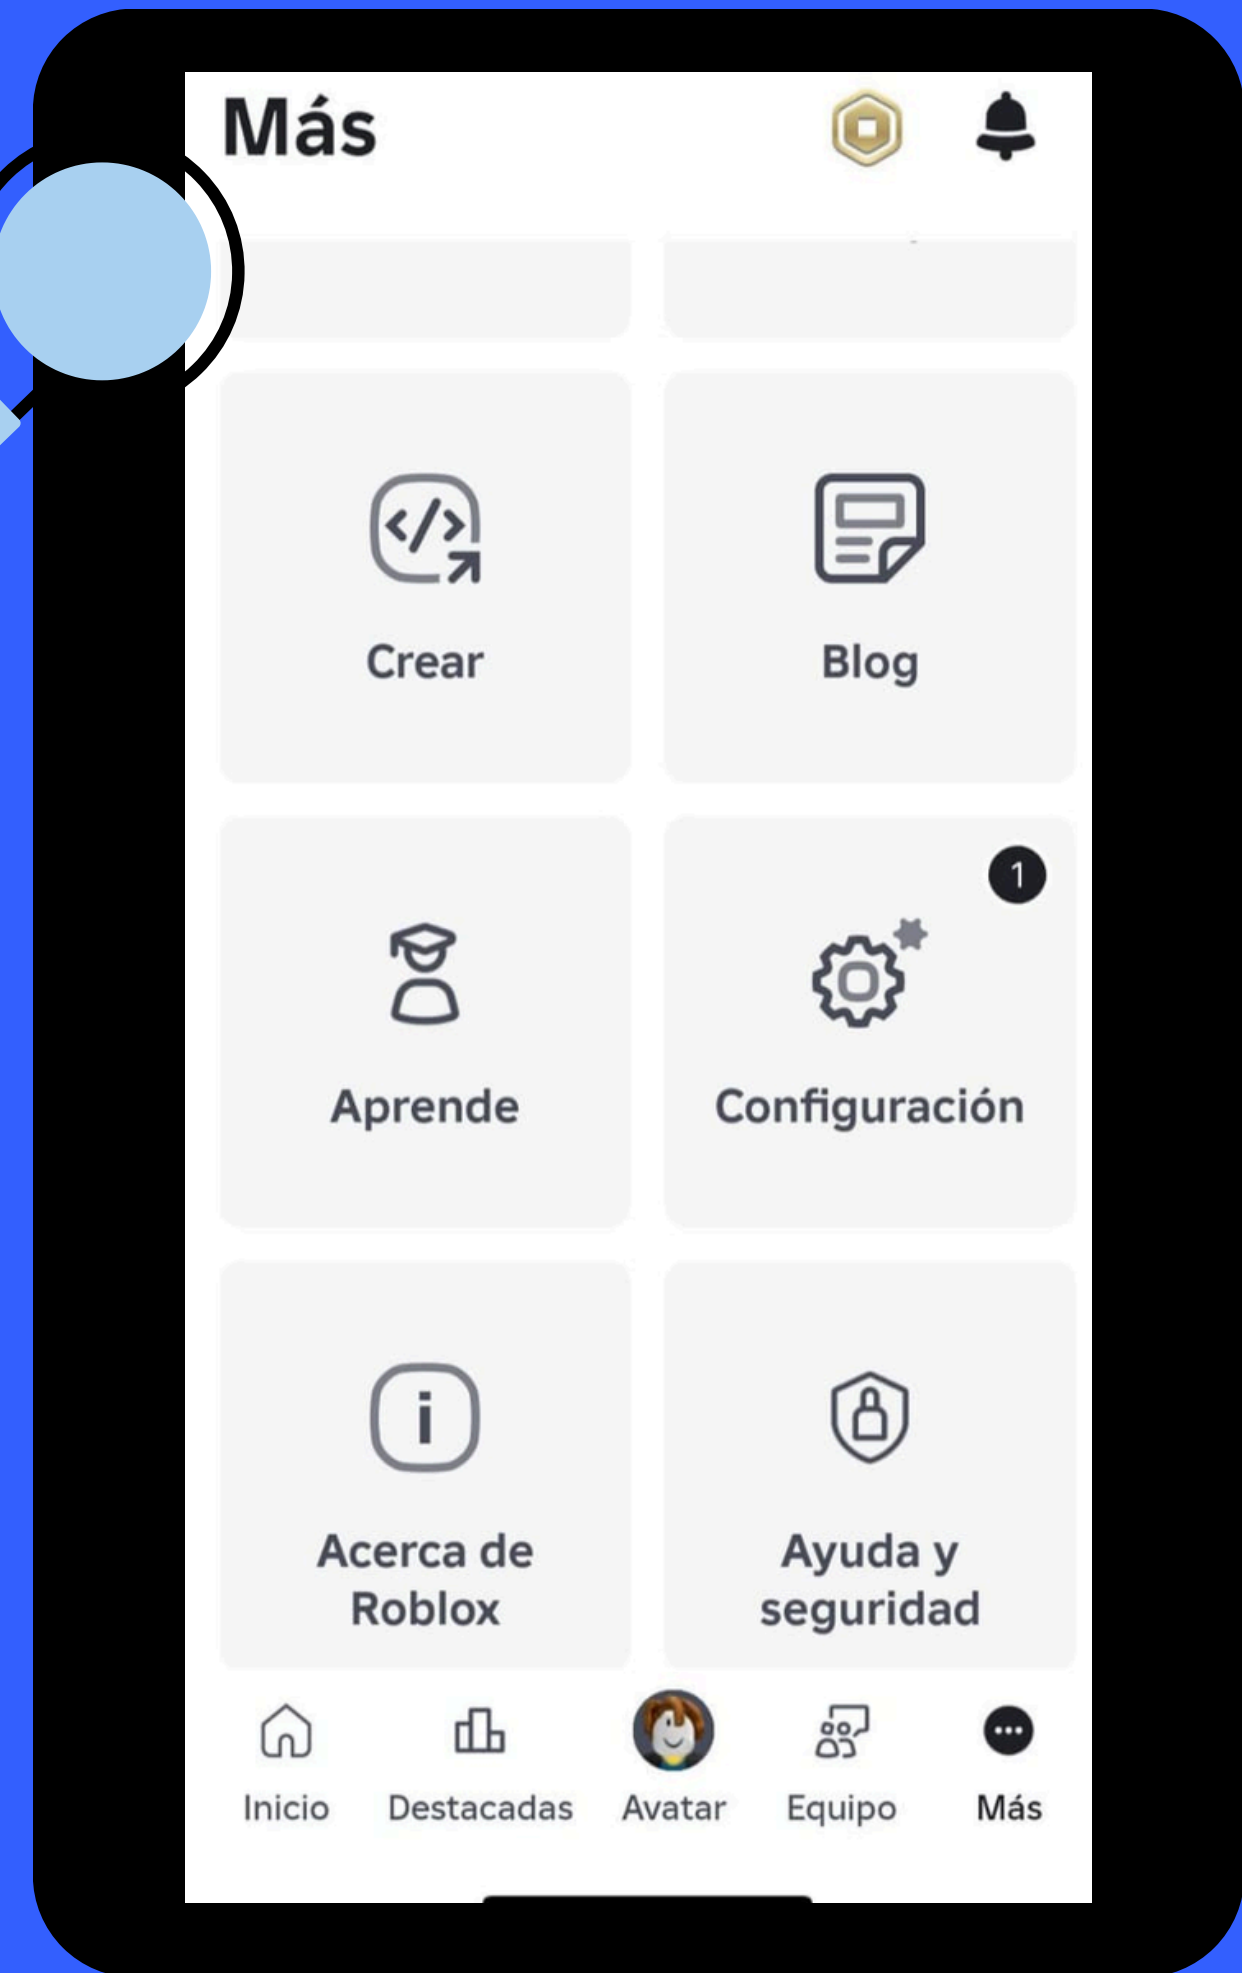 Más
Crear
Blog
1
Aprende
Configuración
Acerca de
Roblox
Ayuda y
seguridad
Inicio
Destacadas
Avatar
Equipo
Más